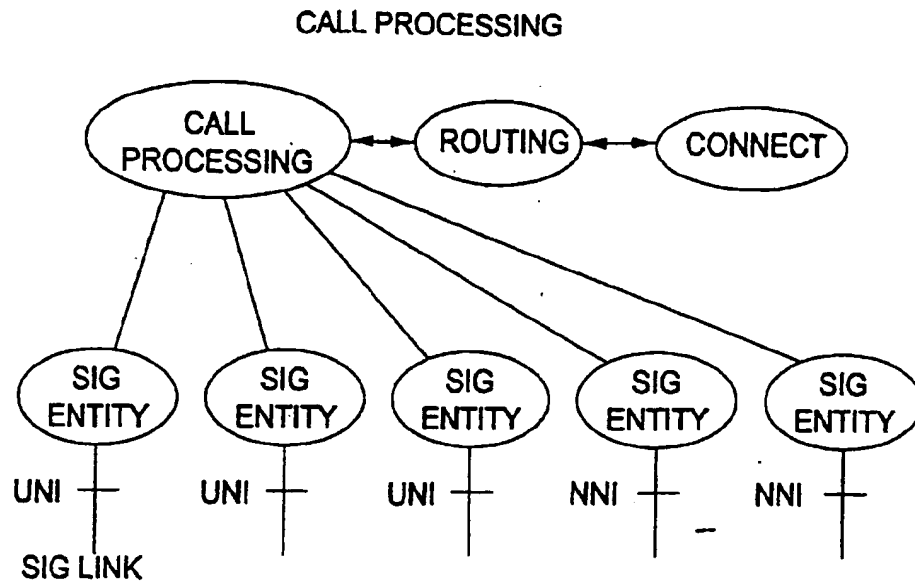 CALL PROCESSING
CALL
PROCESSING
ROUTING
CONNECT
SIG
ENTITY
SIG
ENTITY
SIG
ENTITY
SIG
ENTITY
SIG
ENTITY
UNI
UNI
UNI
NNI
NNI
SIG LINK